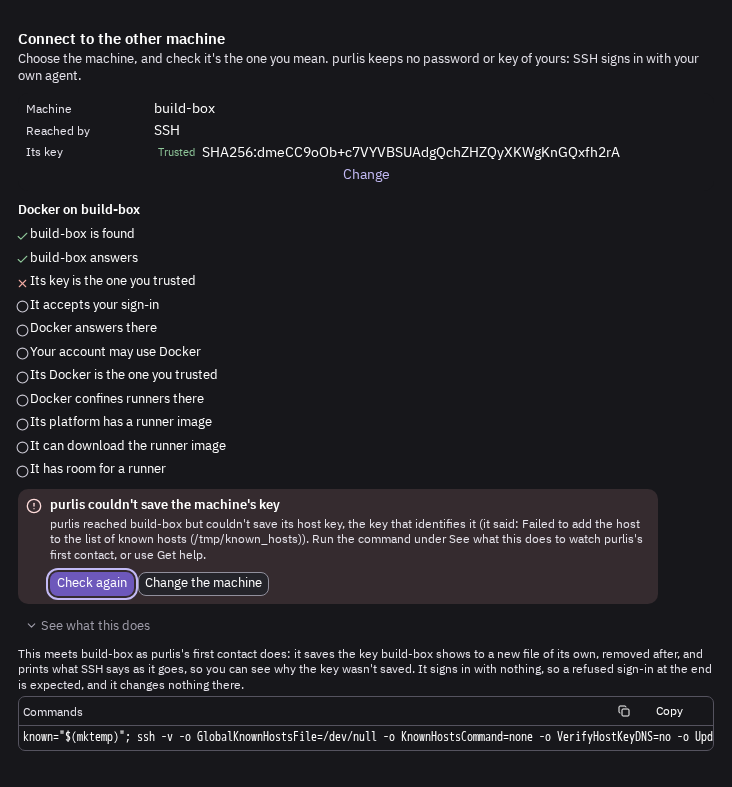 Connect to the other machine
Choose the machine, and check it's the one you mean. purlis keeps no password or key of yours: SSH signs in with your
own agent.
Machine build-box
Reached by SSH
Its key Trusted SHA256:dmeCC9oOb+c7VYVBSUAdgQchZHZQyXKWgKnGQxfh2rA
Change
Docker on build-box
build-box is found
build-box answers
Its key is the one you trusted
It accepts your sign-in
Docker answers there
Your account may use Docker
Its Docker is the one you trusted
Docker confines runners there
Its platform has a runner image
It can download the runner image
It has room for a runner
purlis couldn't save the machine's key
purlis reached build-box but couldn't save its host key, the key that identifies it (it said: Failed to add the host
to the list of known hosts (/tmp/known_hosts)). Run the command under See what this does to watch purlis's
first contact, or use Get help.
Check again Change the machine
See what this does
This meets build-box as purlis's first contact does: it saves the key build-box shows to a new file of its own, removed after, and
prints what SSH says as it goes, so you can see why the key wasn't saved. It signs in with nothing, so a refused sign-in at the end
is expected, and it changes nothing there.
Commands Copy
known="$(mktemp)"; ssh -v -o GlobalKnownHostsFile=/dev/null -o KnownHostsCommand=none -o VerifyHostKeyDNS=no -o Upd